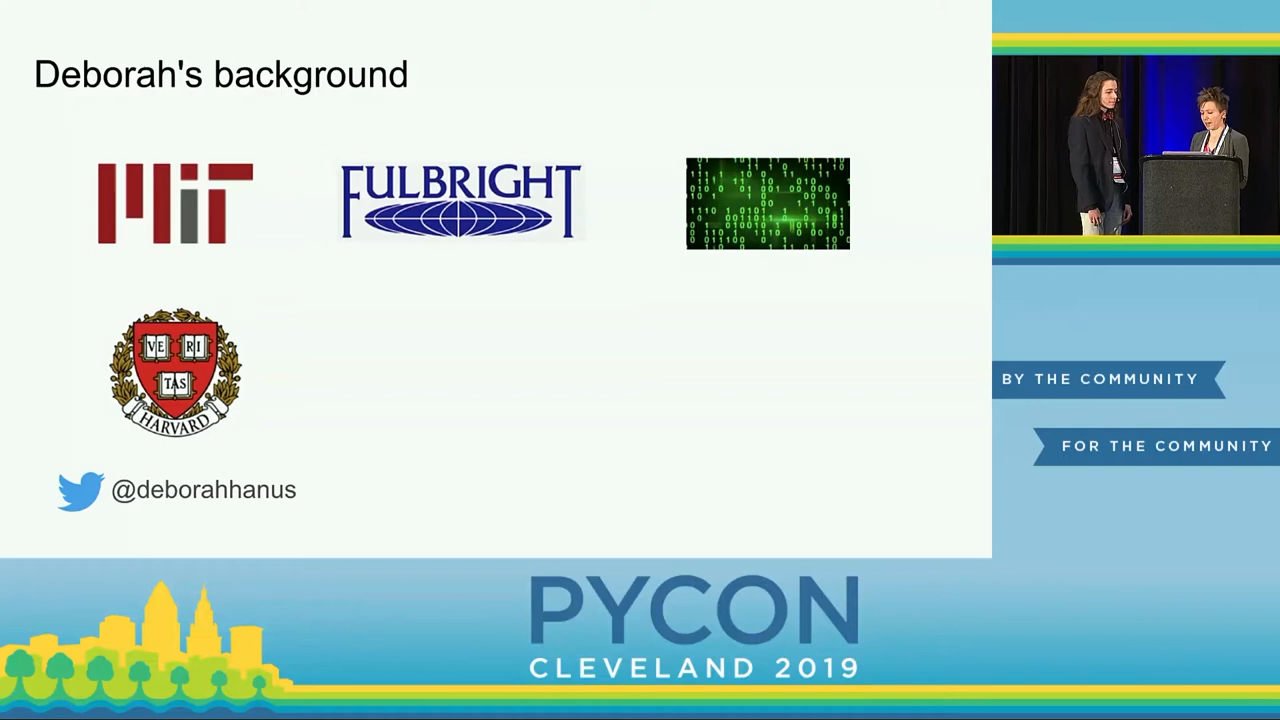 Deborah's background
MiT
FULBRIGHT
VE RI
TAS
HARVARD
@deborahhanus
BY THE COMMUNITY
FOR THE COMMUNITY
PYCON
CLEVELAND 2019